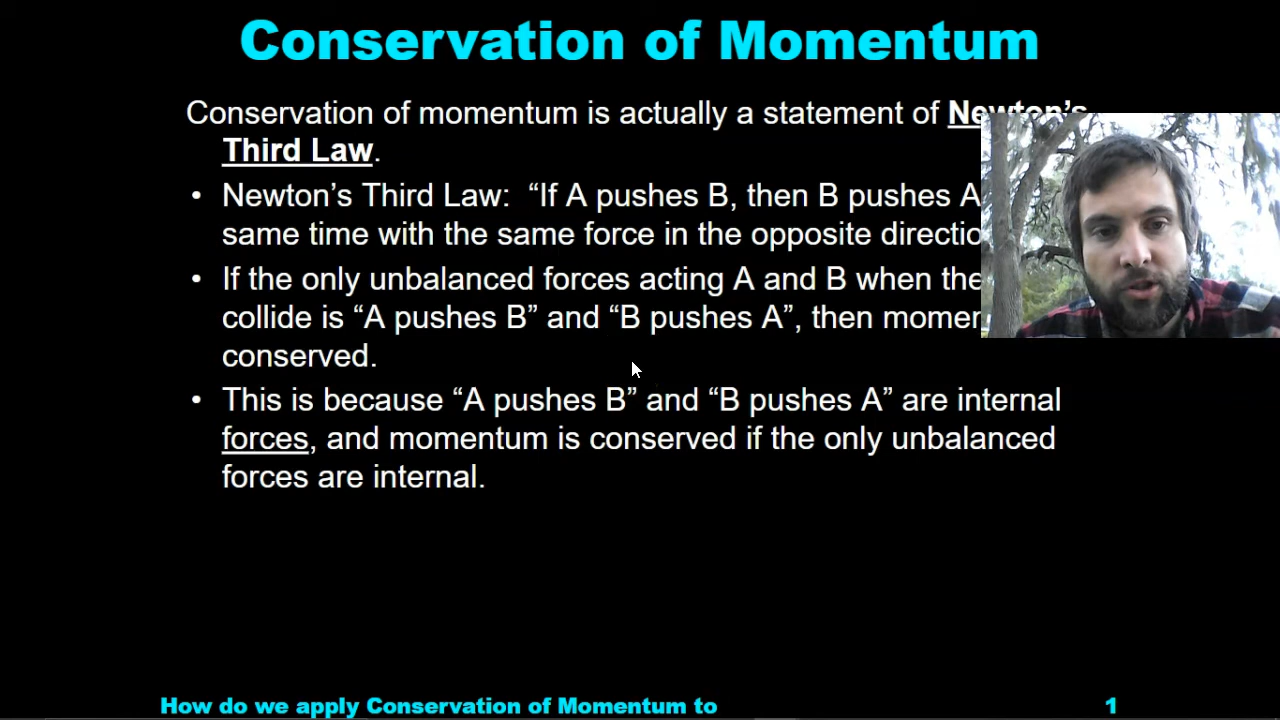 Conservation of Momentum
Conservation of momentum is actually a statement of Newton's
Third Law.
• Newton's Third Law: “If A pushes B, then B pushes A
same time with the same force in the opposite
• If the only unbalanced forces acting A and B when
collide is “A pushes B” and “B pushes A”, then
conserved.
• This is because “A pushes B” and “B pushes A” are internal
forces, and momentum is conserved if the only unbalanced
forces are internal.
How do we apply Conservation of Momentum to
1